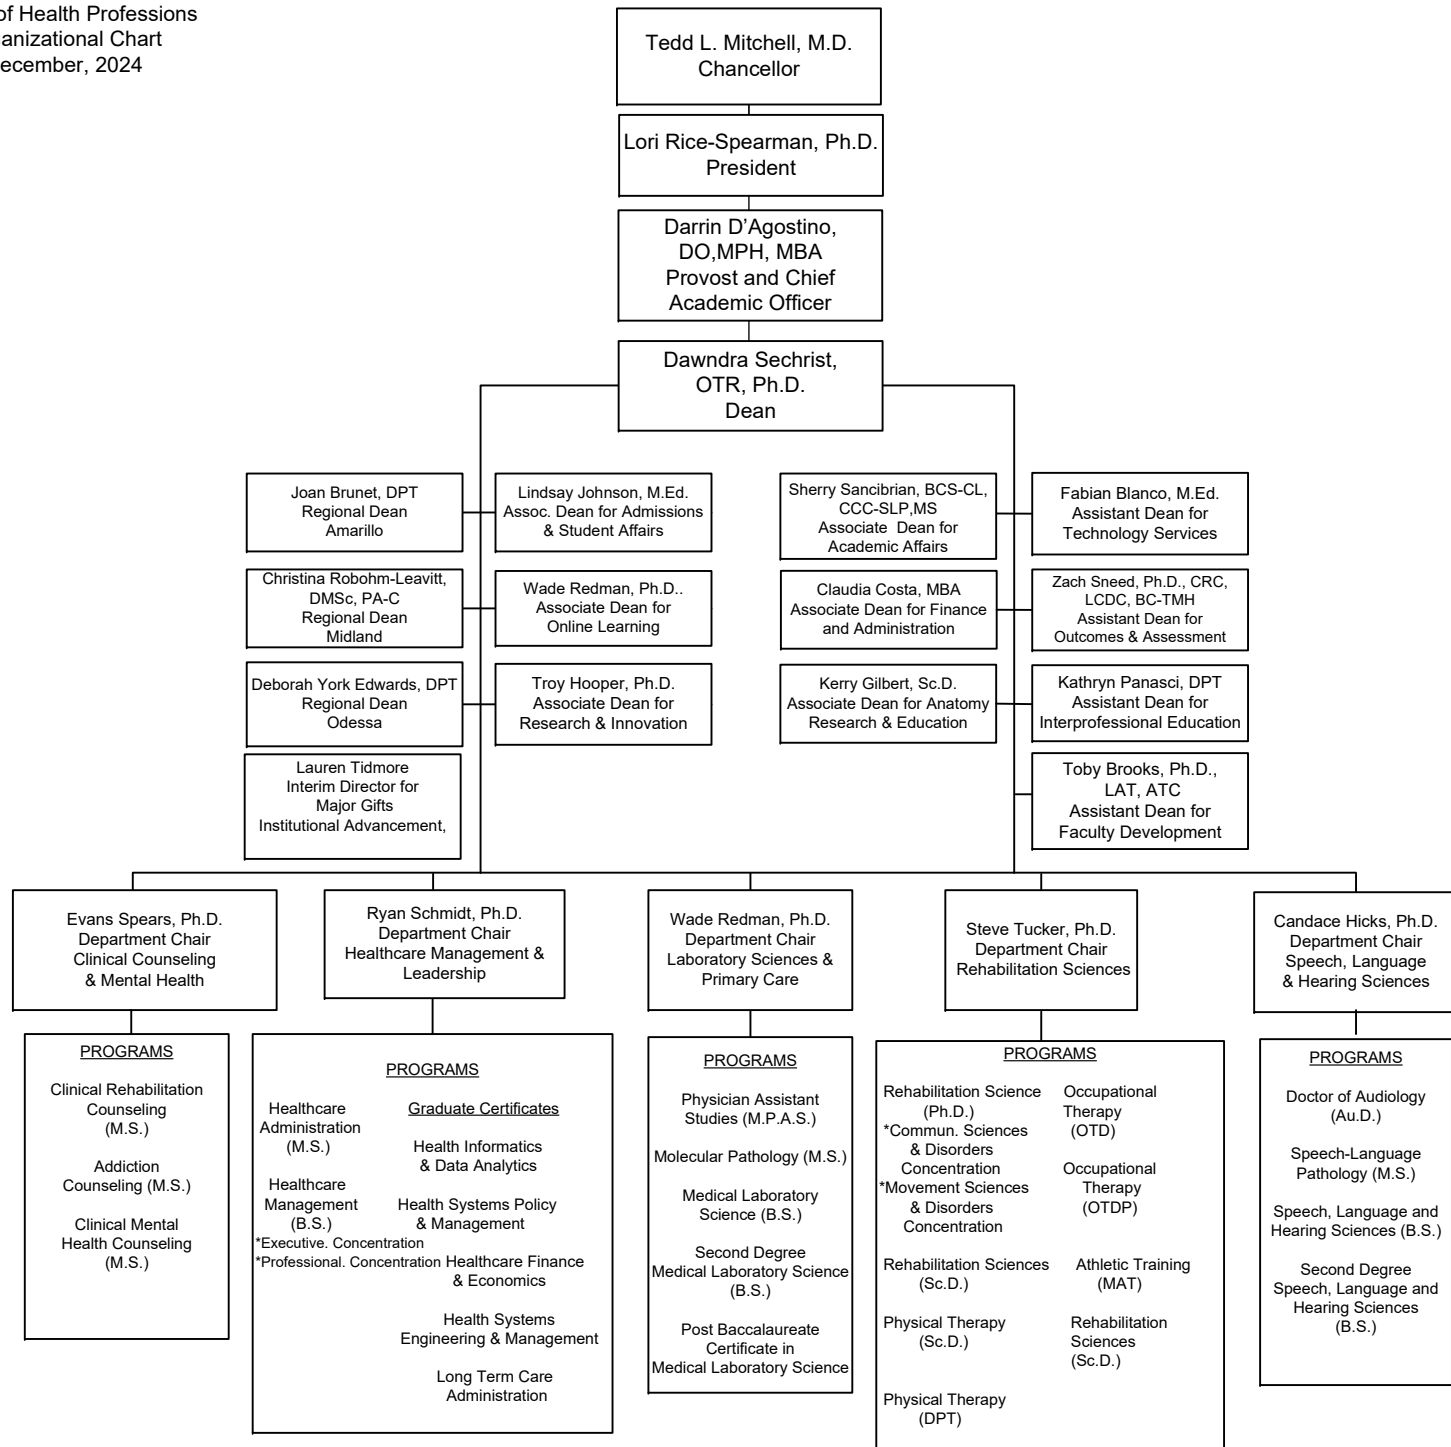 of Health Professions
anizational Chart
ecember, 2024
Tedd L. Mitchell, M.D.
Chancellor
Lori Rice-Spearman, Ph.D.
President
Darrin D’Agostino,
DO,MPH, MBA
Provost and Chief
Academic Officer
Dawndra Sechrist,
OTR, Ph.D.
Dean
Joan Brunet, DPT
Regional Dean
Amarillo
Lindsay Johnson, M.Ed.
Assoc. Dean for Admissions
& Student Affairs
Sherry Sancibrian, BCS-CL,
CCC-SLP,MS
Associate  Dean for
Academic Affairs
Fabian Blanco, M.Ed.
Assistant Dean for
Technology Services
Christina Robohm-Leavitt,
DMSc, PA-C
Regional Dean
Midland
Wade Redman, Ph.D..
Associate Dean for
Online Learning
Claudia Costa, MBA
Associate Dean for Finance
and Administration
Zach Sneed, Ph.D., CRC,
LCDC, BC-TMH
Assistant Dean for
Outcomes & Assessment
Deborah York Edwards, DPT
Regional Dean
Odessa
Troy Hooper, Ph.D.
Associate Dean for
Research & Innovation
Kerry Gilbert, Sc.D.
Associate Dean for Anatomy
Research & Education
Kathryn Panasci, DPT
Assistant Dean for
Interprofessional Education
Lauren Tidmore
Interim Director for
Major Gifts
Institutional Advancement,
Toby Brooks, Ph.D.,
LAT, ATC
Assistant Dean for
Faculty Development
Evans Spears, Ph.D.
Department Chair
Clinical Counseling
& Mental Health
Ryan Schmidt, Ph.D.
Department Chair
Healthcare Management &
Leadership
Wade Redman, Ph.D.
Department Chair
Laboratory Sciences &
Primary Care
Steve Tucker, Ph.D.
Department Chair
Rehabilitation Sciences
Candace Hicks, Ph.D.
Department Chair
Speech, Language
& Hearing Sciences
PROGRAMS
Clinical Rehabilitation
Counseling
(M.S.)
Addiction
Counseling (M.S.)
Clinical Mental
Health Counseling
(M.S.)
PROGRAMS
Healthcare
Administration
(M.S.)
Healthcare
Management
(B.S.)
*Executive. Concentration
*Professional. Concentration
Graduate Certificates
Health Informatics
& Data Analytics
Health Systems Policy
& Management
Healthcare Finance
& Economics
Health Systems
Engineering & Management
Long Term Care
Administration
PROGRAMS
Physician Assistant
Studies (M.P.A.S.)
Molecular Pathology (M.S.)
Medical Laboratory
Science (B.S.)
Second Degree
Medical Laboratory Science
(B.S.)
Post Baccalaureate
Certificate in
Medical Laboratory Science
PROGRAMS
Rehabilitation Science
(Ph.D.)
*Commun. Sciences
& Disorders
Concentration
*Movement Sciences
& Disorders
Concentration
Rehabilitation Sciences
(Sc.D.)
Physical Therapy
(Sc.D.)
Physical Therapy
(DPT)
Occupational
Therapy
(OTD)
Occupational
Therapy
(OTDP)
Athletic Training
(MAT)
Rehabilitation
Sciences
(Sc.D.)
PROGRAMS
Doctor of Audiology
(Au.D.)
Speech-Language
Pathology (M.S.)
Speech, Language and
Hearing Sciences (B.S.)
Second Degree
Speech, Language and
Hearing Sciences
(B.S.)